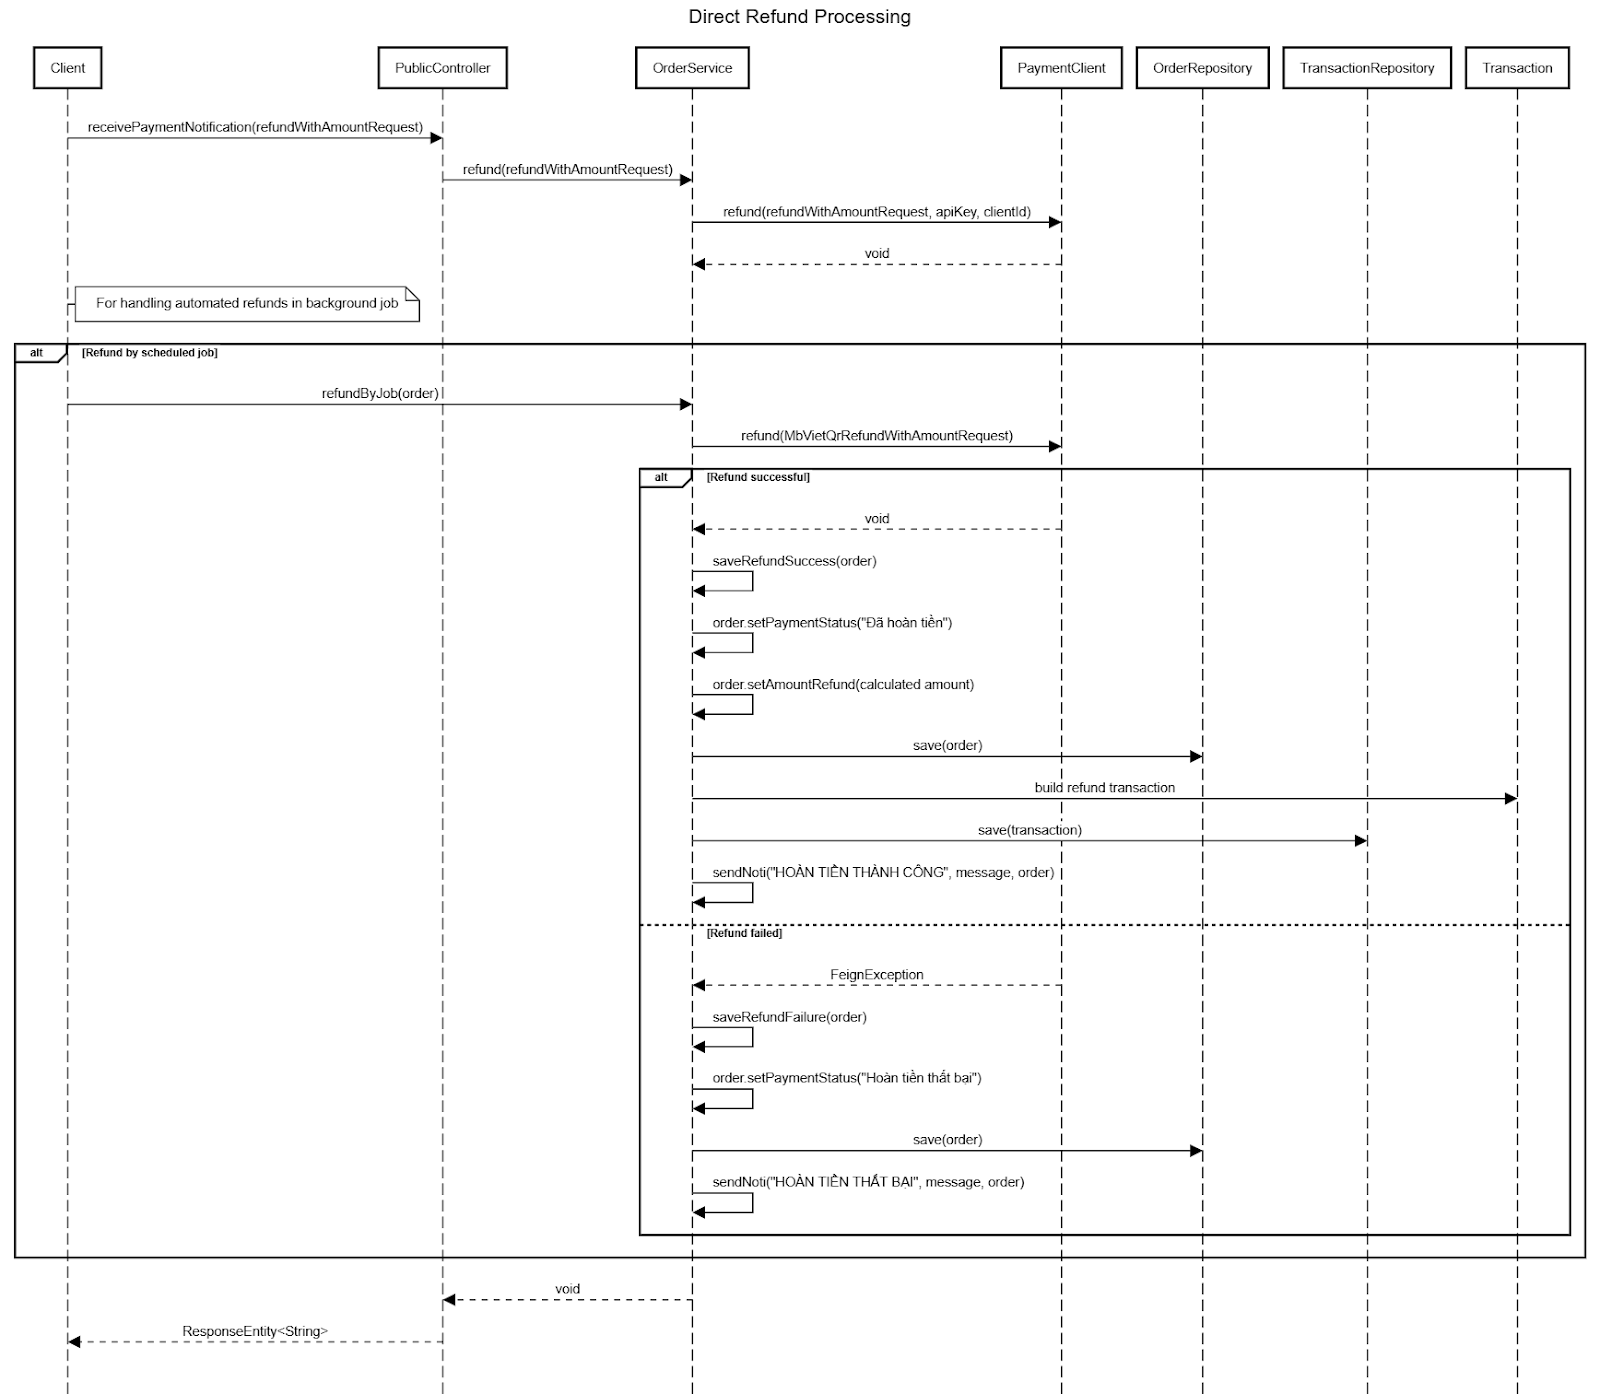 Direct Refund Processing
Client
PublicController
OrderService
PaymentClient
OrderRepository
TransactionRepository
Transaction
receivePaymentNotification(refundWithAmountRequest)
refund(refundWithAmountRequest)
refund(refundWithAmountRequest, apiKey, clientId)
void
For handling automated refunds in background job
alt
[Refund by scheduled job]
refundByJob(order)
refund(MbVietQrRefundWithAmountRequest)
alt
[Refund successful]
void
saveRefundSuccess(order)
order.setPaymentStatus("Đã hoàn tiền")
order.setAmountRefund(calculated amount)
save(order)
build refund transaction
save(transaction)
sendNoti("HOÀN TIỀN THÀNH CÔNG", message, order)
[Refund failed]
FeignException
saveRefundFailure(order)
order.setPaymentStatus("Hoàn tiền thất bại")
save(order)
sendNoti("HOÀN TIỀN THẤT BẠI", message, order)
void
ResponseEntity<String>